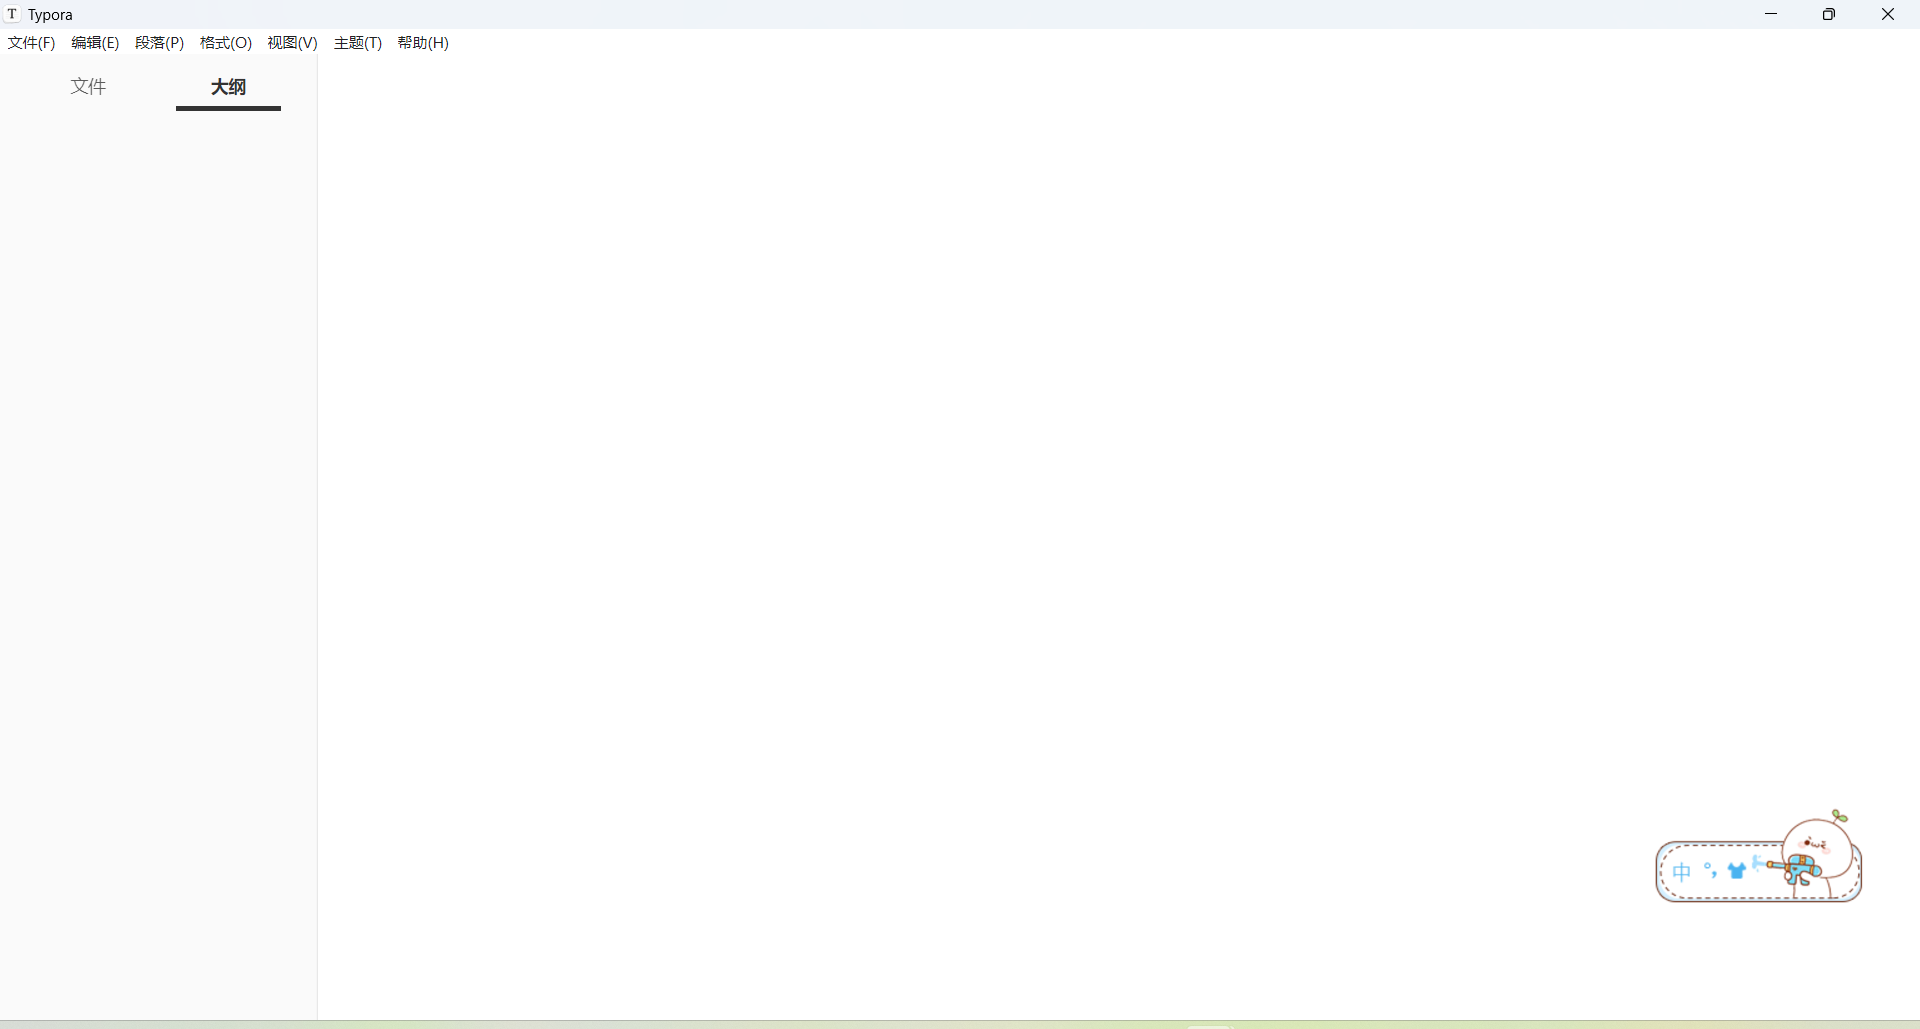 T Typora
文件(F) 编辑(E) 段落(P) 格式(O) 视图(V) 主题(T) 帮助(H)
文件 大纲
中 °,